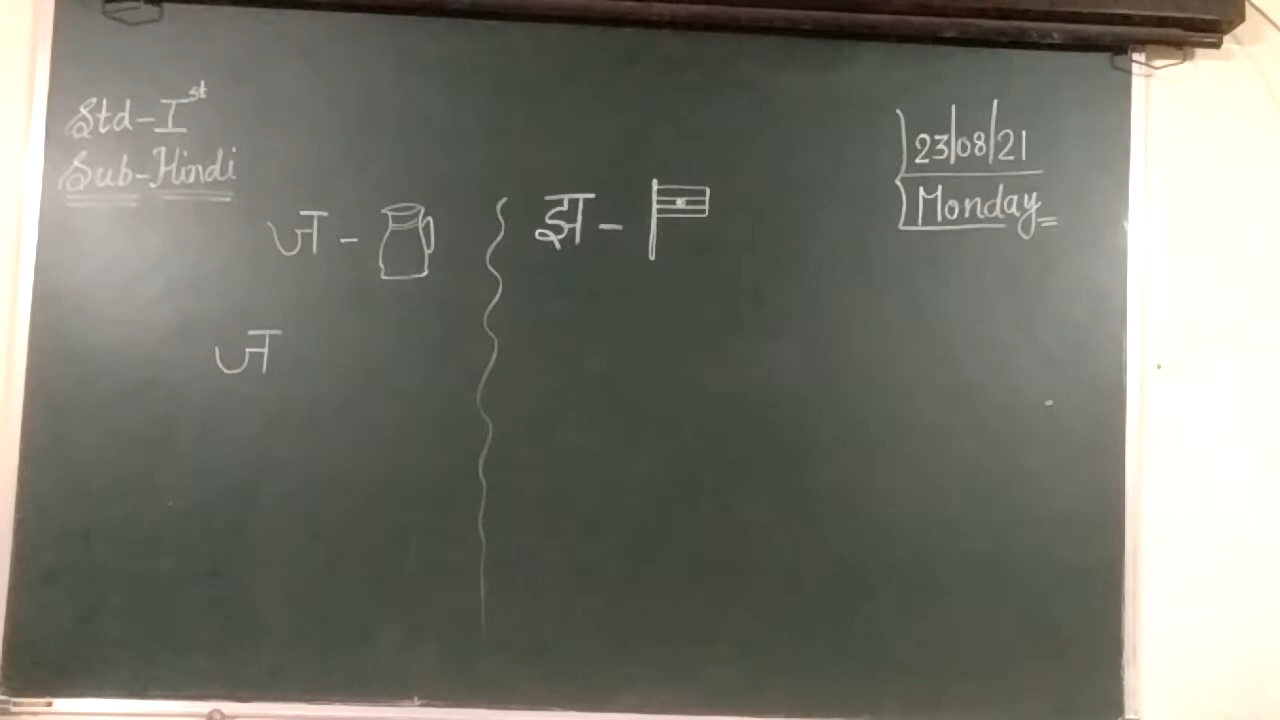 Std-Iˢᵗ
Sub-Hindi
23/08/21
Monday
ज -
झ -
ज